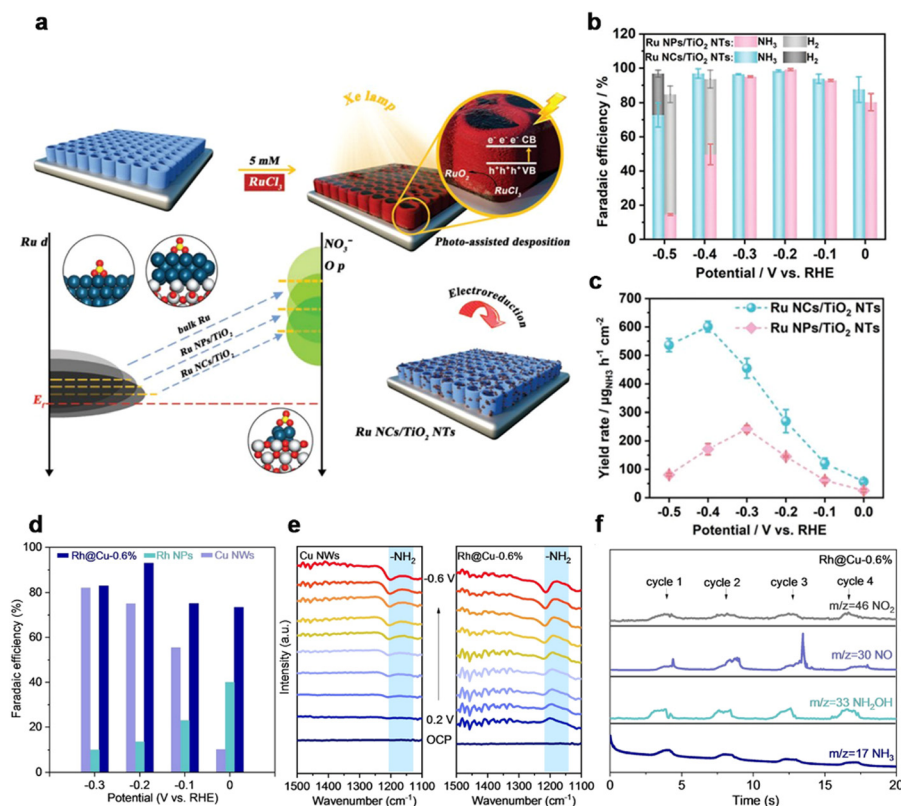 a
5 mM
RuCl3
Xe lamp
e- e- e- CB
h+h+h+VB
RuO2
RuCl3
Photo-assisted desposition
Ru d
NO3−
O p
bulk Ru
Ru NPs/TiO2
Ru NCs/TiO2
Ef
Electroreduction
Ru NCs/TiO2 NTs
b
Ru NPs/TiO2 NTs: NH3 H2
Ru NCs/TiO2 NTs: NH3 H2
Faradaic efficiency / %
100
80
60
40
20
0
-0.5 -0.4 -0.3 -0.2 -0.1 0
Potential / V vs. RHE
c
Ru NCs/TiO2 NTs
Ru NPs/TiO2 NTs
Yield rate / μgNH3 h-1 cm-2
700
600
500
400
300
200
100
0
-0.5 -0.4 -0.3 -0.2 -0.1 0.0
Potential / V vs. RHE
d
Rh@Cu-0.6% Rh NPs Cu NWs
Faradaic efficiency (%)
100
80
60
40
20
0
-0.3 -0.2 -0.1 0
Potential (V vs. RHE)
e
Intensity (a.u.)
Cu NWs
-NH2
-0.6 V
0.2 V
OCP
1500 1400 1300 1200 1100
Wavenumber (cm-1)
Rh@Cu-0.6%
-NH2
1500 1400 1300 1200 1100
Wavenumber (cm-1)
f
Rh@Cu-0.6%
cycle 1 cycle 2 cycle 3 cycle 4
m/z=46 NO2
m/z=30 NO
m/z=33 NH2OH
m/z=17 NH3
0 5 10 15 20
Time (s)